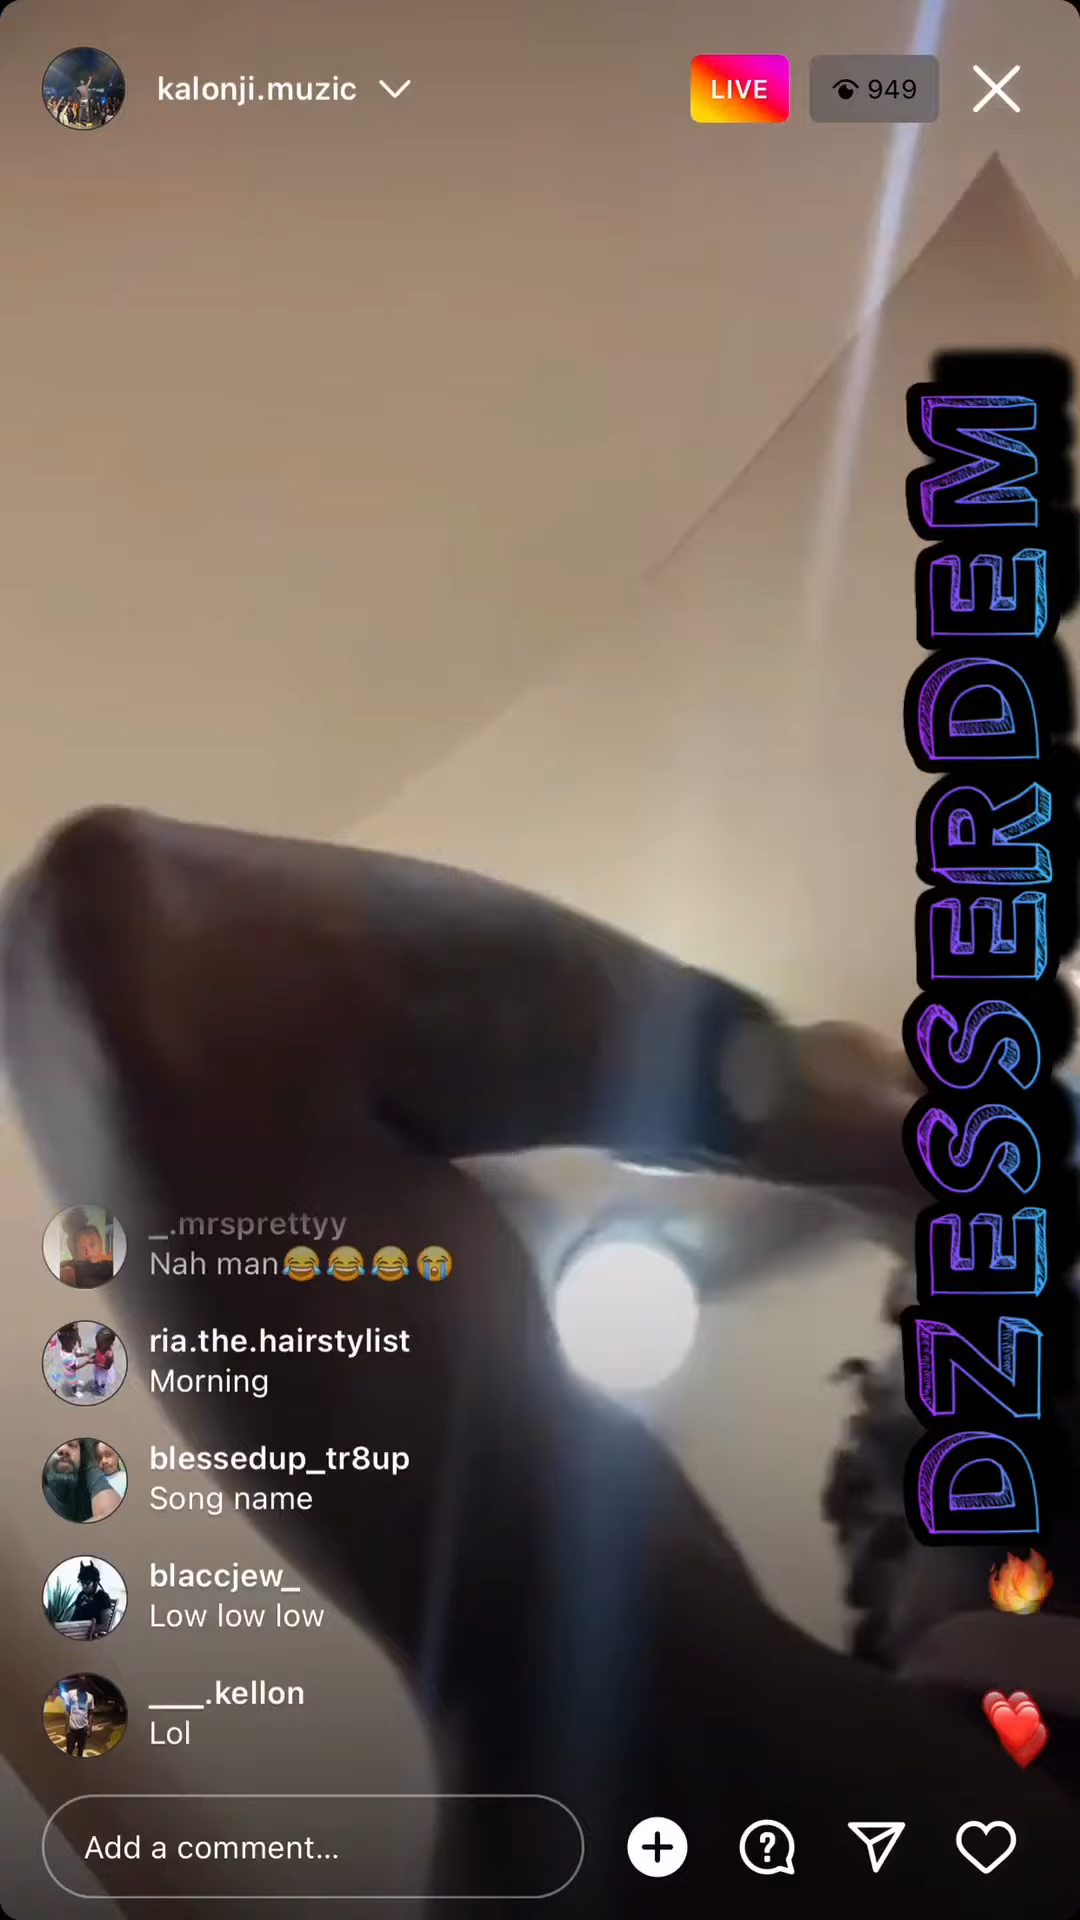 kalonji.muzic
LIVE
949
DZESSERDEM
_.mrsprettyy
Nah man😂😂😂😭
ria.the.hairstylist
Morning
blessedup_tr8up
Song name
blaccjew_
Low low low
___.kellon
Lol
Add a comment...